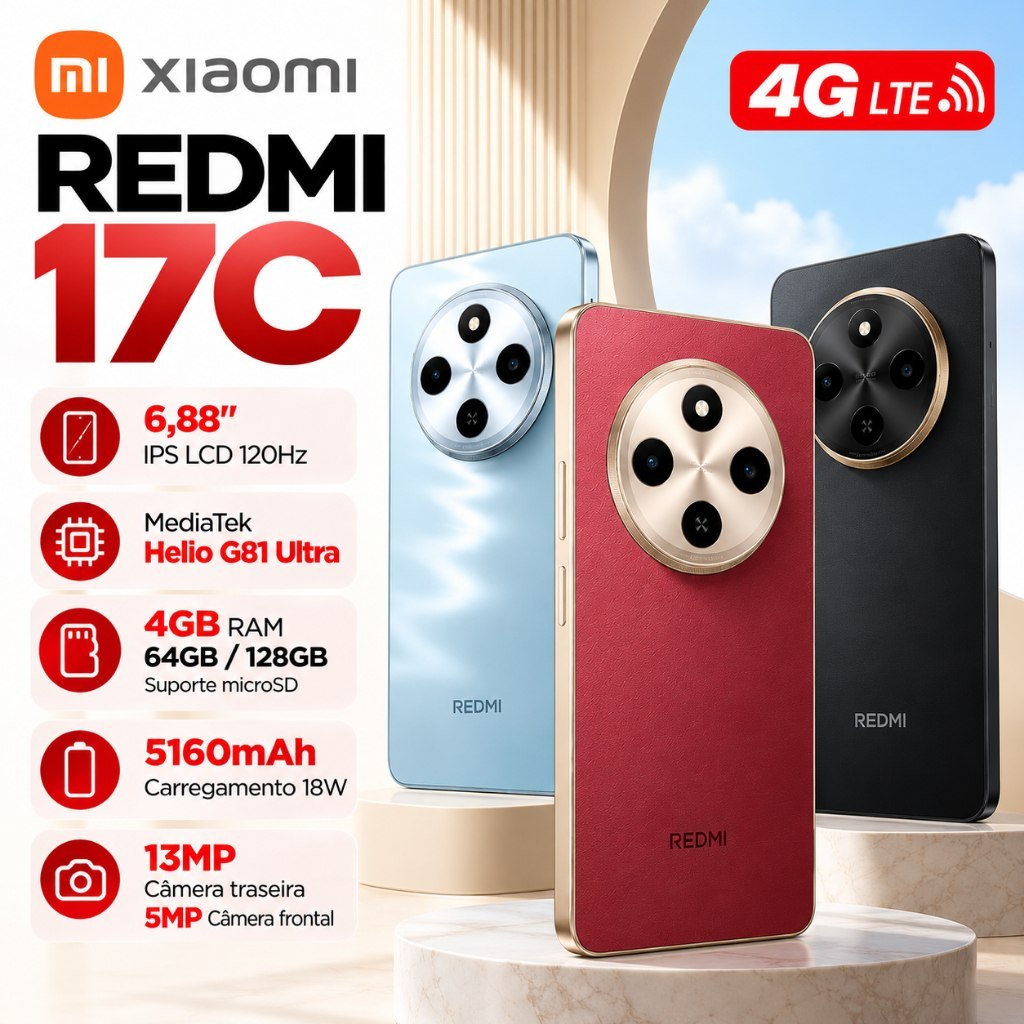 mi xiaomi
4G LTE
REDMI
17C
6,88"
IPS LCD 120Hz
MediaTek
Helio G81 Ultra
4GB RAM
64GB / 128GB
Suporte microSD
5160mAh
Carregamento 18W
13MP
Câmera traseira
5MP Câmera frontal
REDMI
REDMI
REDMI